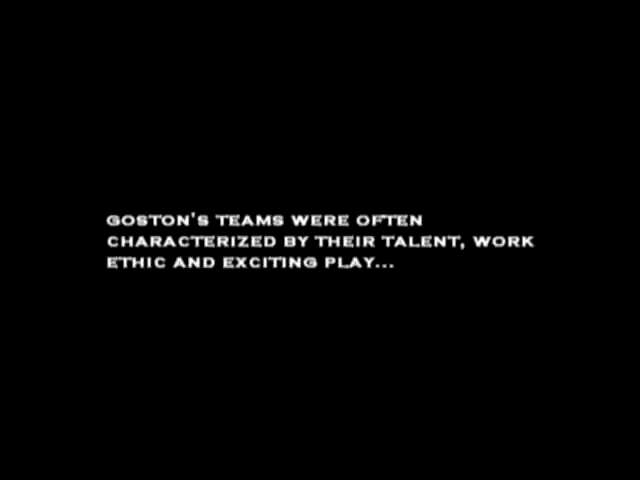 GOSTON'S TEAMS WERE OFTEN
CHARACTERIZED BY THEIR TALENT, WORK
ETHIC AND EXCITING PLAY...